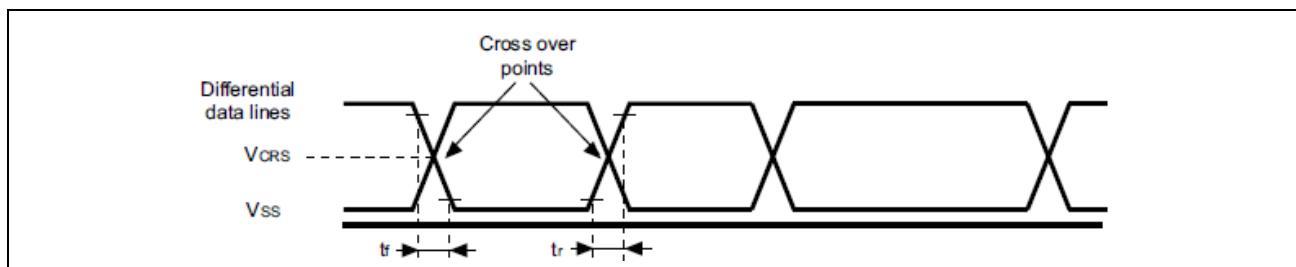 Cross over
points
Differential
data lines
VCRS
VSS
tf
tr